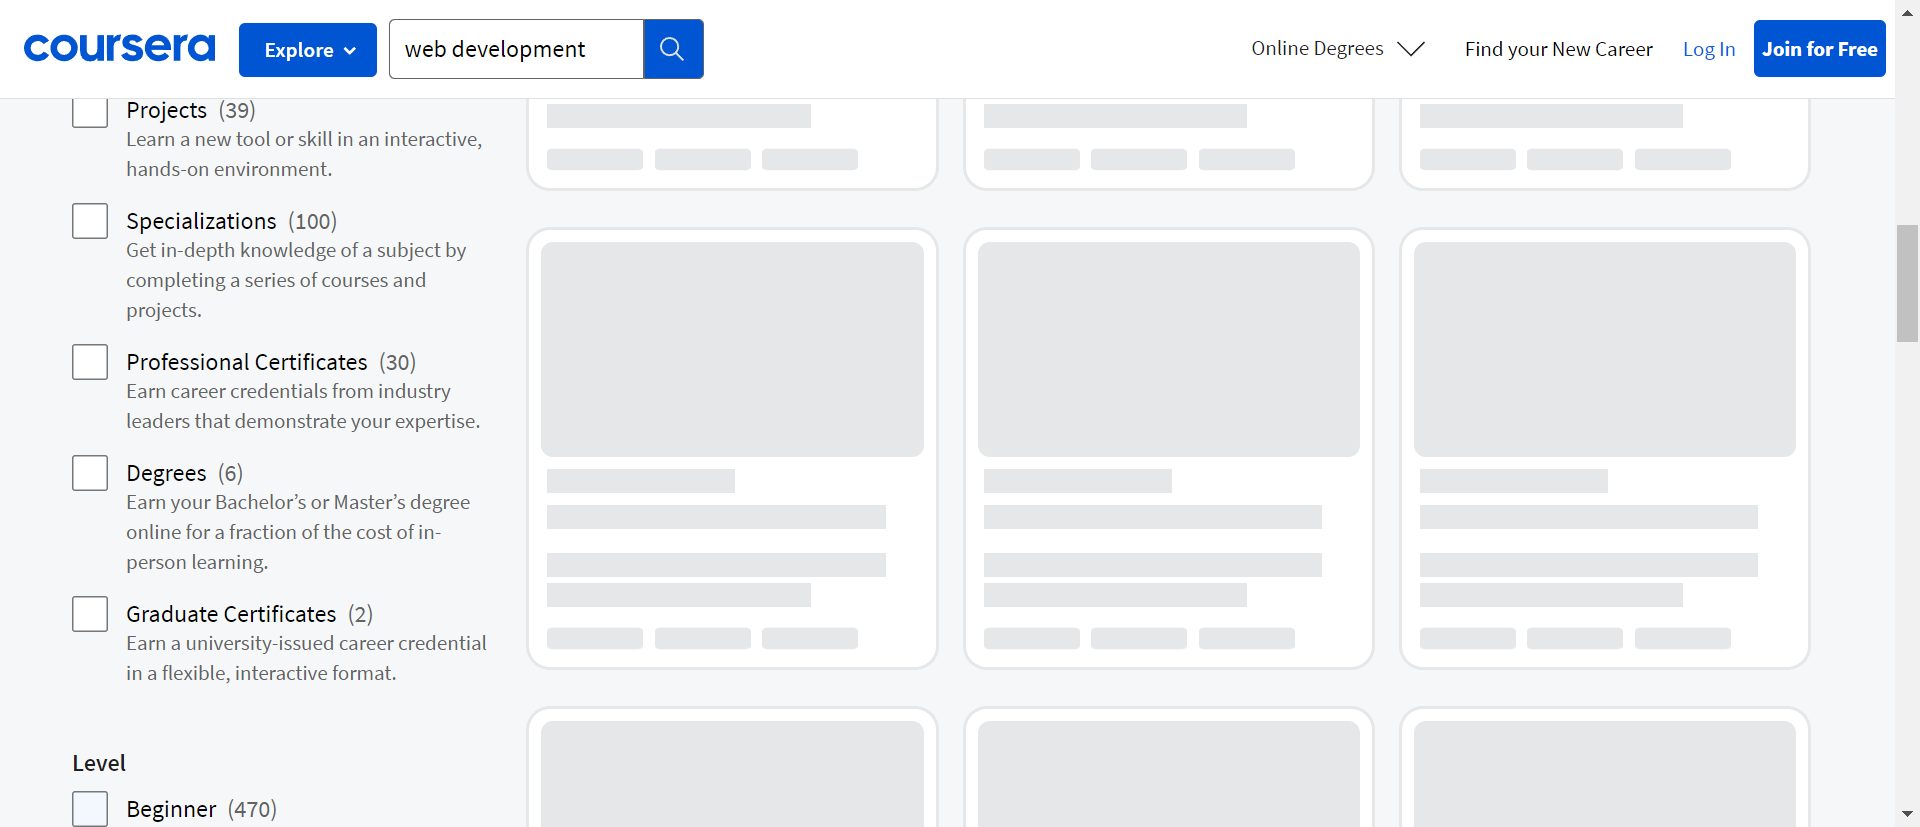 coursera
Explore
web development
Online Degrees
Find your New Career
Log In
Join for Free
Projects (39)
Learn a new tool or skill in an interactive,
hands-on environment.
Specializations (100)
Get in-depth knowledge of a subject by
completing a series of courses and
projects.
Professional Certificates (30)
Earn career credentials from industry
leaders that demonstrate your expertise.
Degrees (6)
Earn your Bachelor’s or Master’s degree
online for a fraction of the cost of in-
person learning.
Graduate Certificates (2)
Earn a university-issued career credential
in a flexible, interactive format.
Level
Beginner (470)